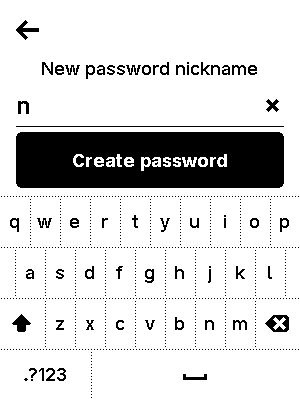 New password nickname
n
Create password
q w e r t y u i o p
a s d f g h j k l
z x c v b n m
.?123